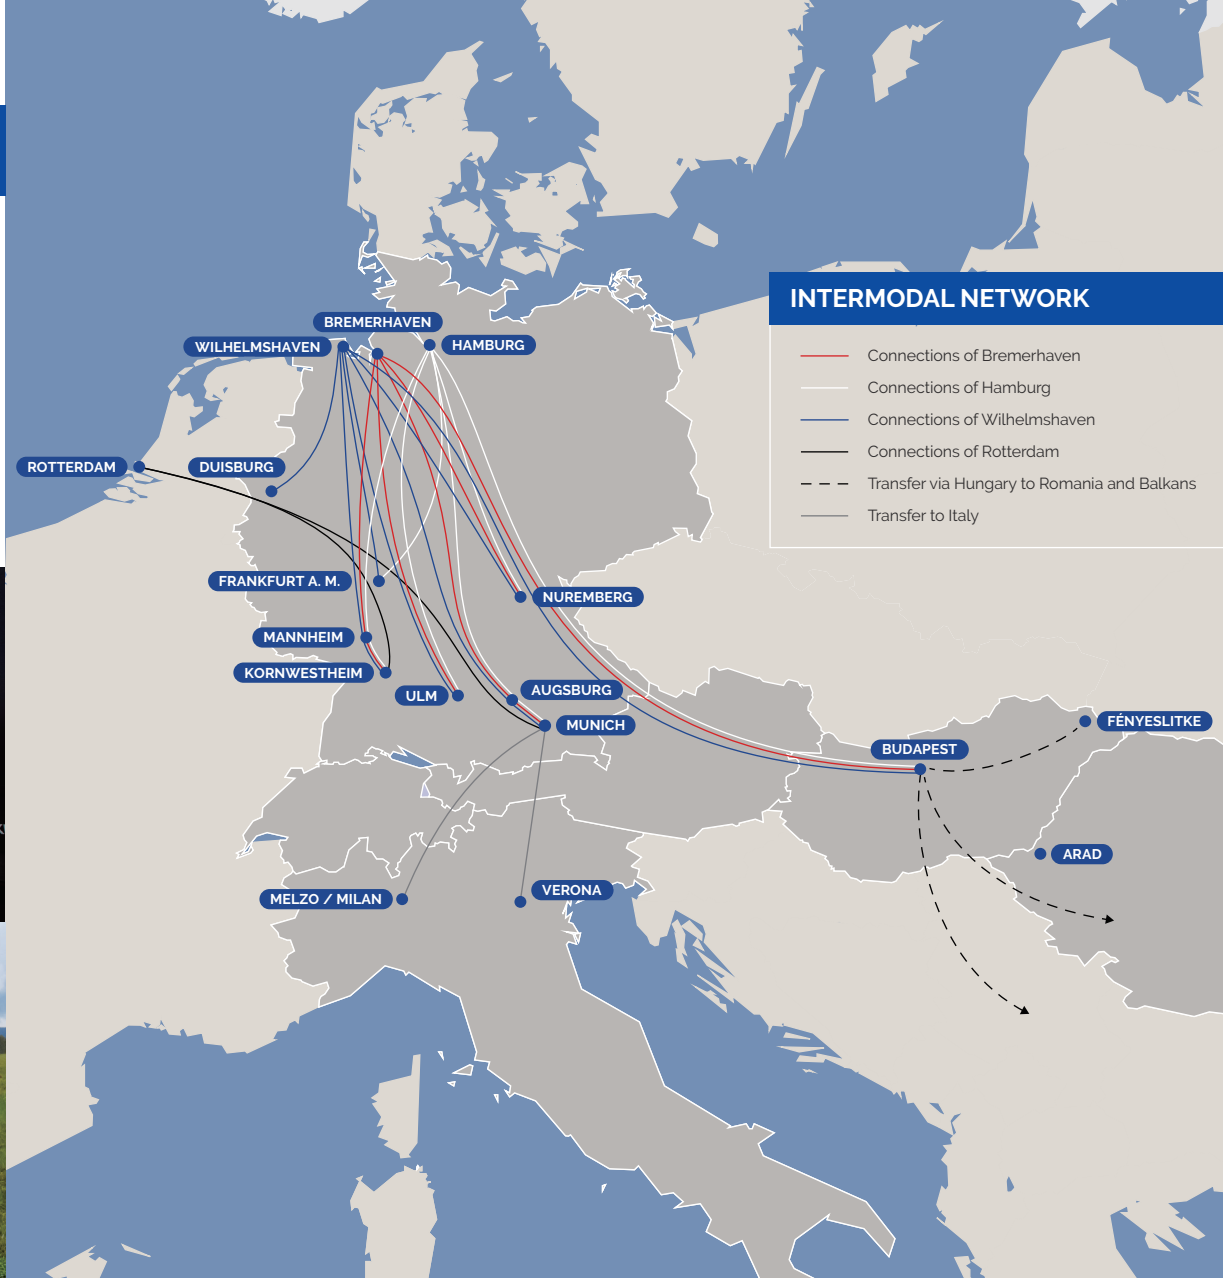 BREMERHAVEN
WILHELMSHAVEN
HAMBURG
INTERMODAL NETWORK
Connections of Bremerhaven
Connections of Hamburg
Connections of Wilhelmshaven
Connections of Rotterdam
Transfer via Hungary to Romania and Balkans
Transfer to Italy
ROTTERDAM
DUISBURG
FRANKFURT A. M.
NUREMBERG
MANNHEIM
KORNWESTHEIM
ULM
AUGSBURG
MUNICH
FÉNYESLITKE
BUDAPEST
ARAD
MELZO / MILAN
VERONA